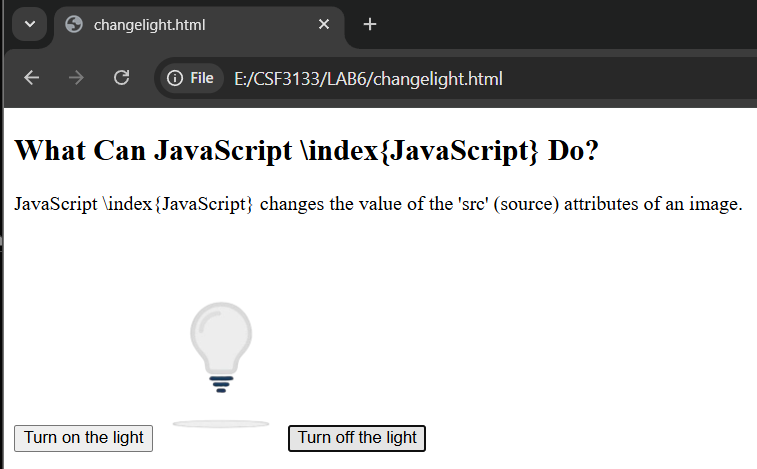 changelight.html
File E:/CSF3133/LAB6/changelight.html
What Can JavaScript \index{JavaScript} Do?
JavaScript \index{JavaScript} changes the value of the 'src' (source) attributes of an image.
Turn on the light Turn off the light